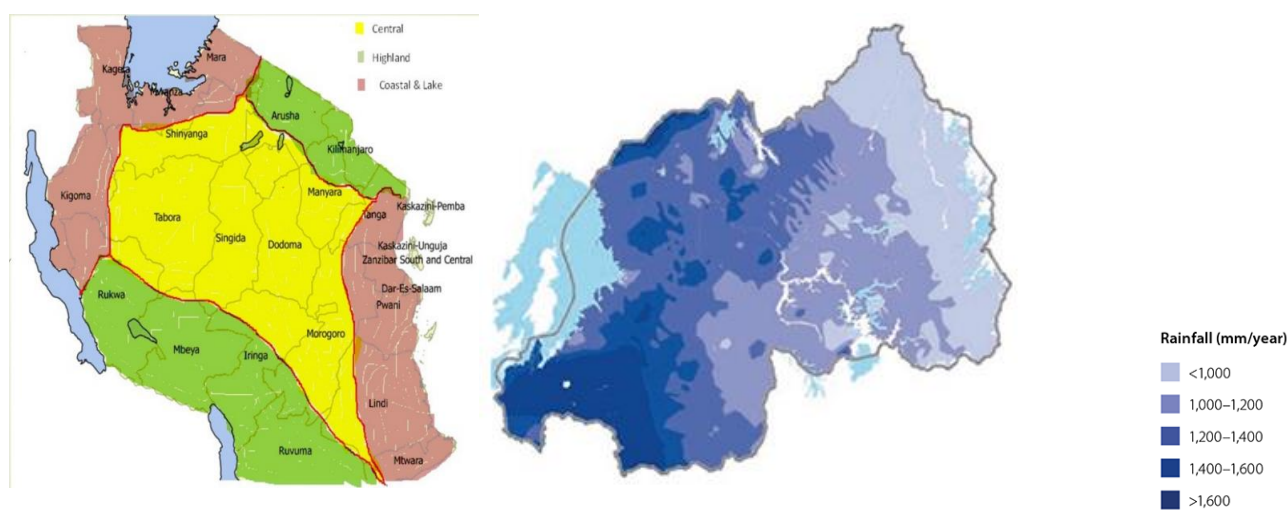 Central
Highland
Coastal & Lake
Kagera
Mara
Mwanza
Shinyanga
Arusha
Kilimanjaro
Kigoma
Manyara
Tabora
Tanga
Kaskazini-Pemba
Singida
Dodoma
Kaskazini-Unguja
Zanzibar South and Central
Rukwa
Dar-Es-Salaam
Pwani
Morogoro
Mbeya
Iringa
Lindi
Ruvuma
Mtwara
Rainfall (mm/year)
<1,000
1,000–1,200
1,200–1,400
1,400–1,600
>1,600